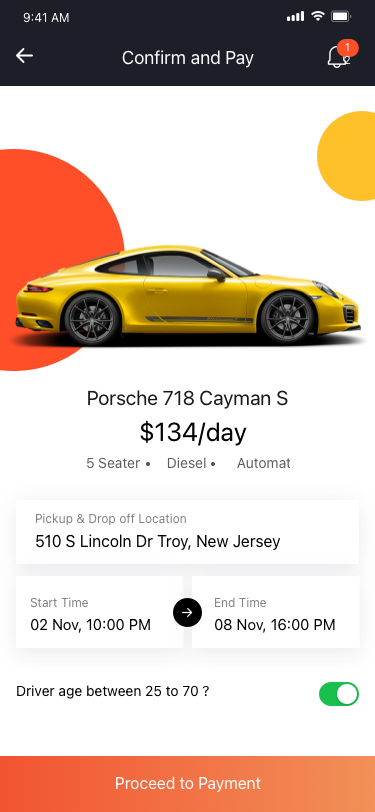 9:41 AM
Confirm and Pay
1
2
Porsche 718 Cayman S
$134/day
5 Seater • Diesel • Automat
Pickup & Drop off Location
510 S Lincoln Dr Troy, New Jersey
Start Time
02 Nov, 10:00 PM
End Time
08 Nov, 16:00 PM
Driver age between 25 to 70 ?
Proceed to Payment